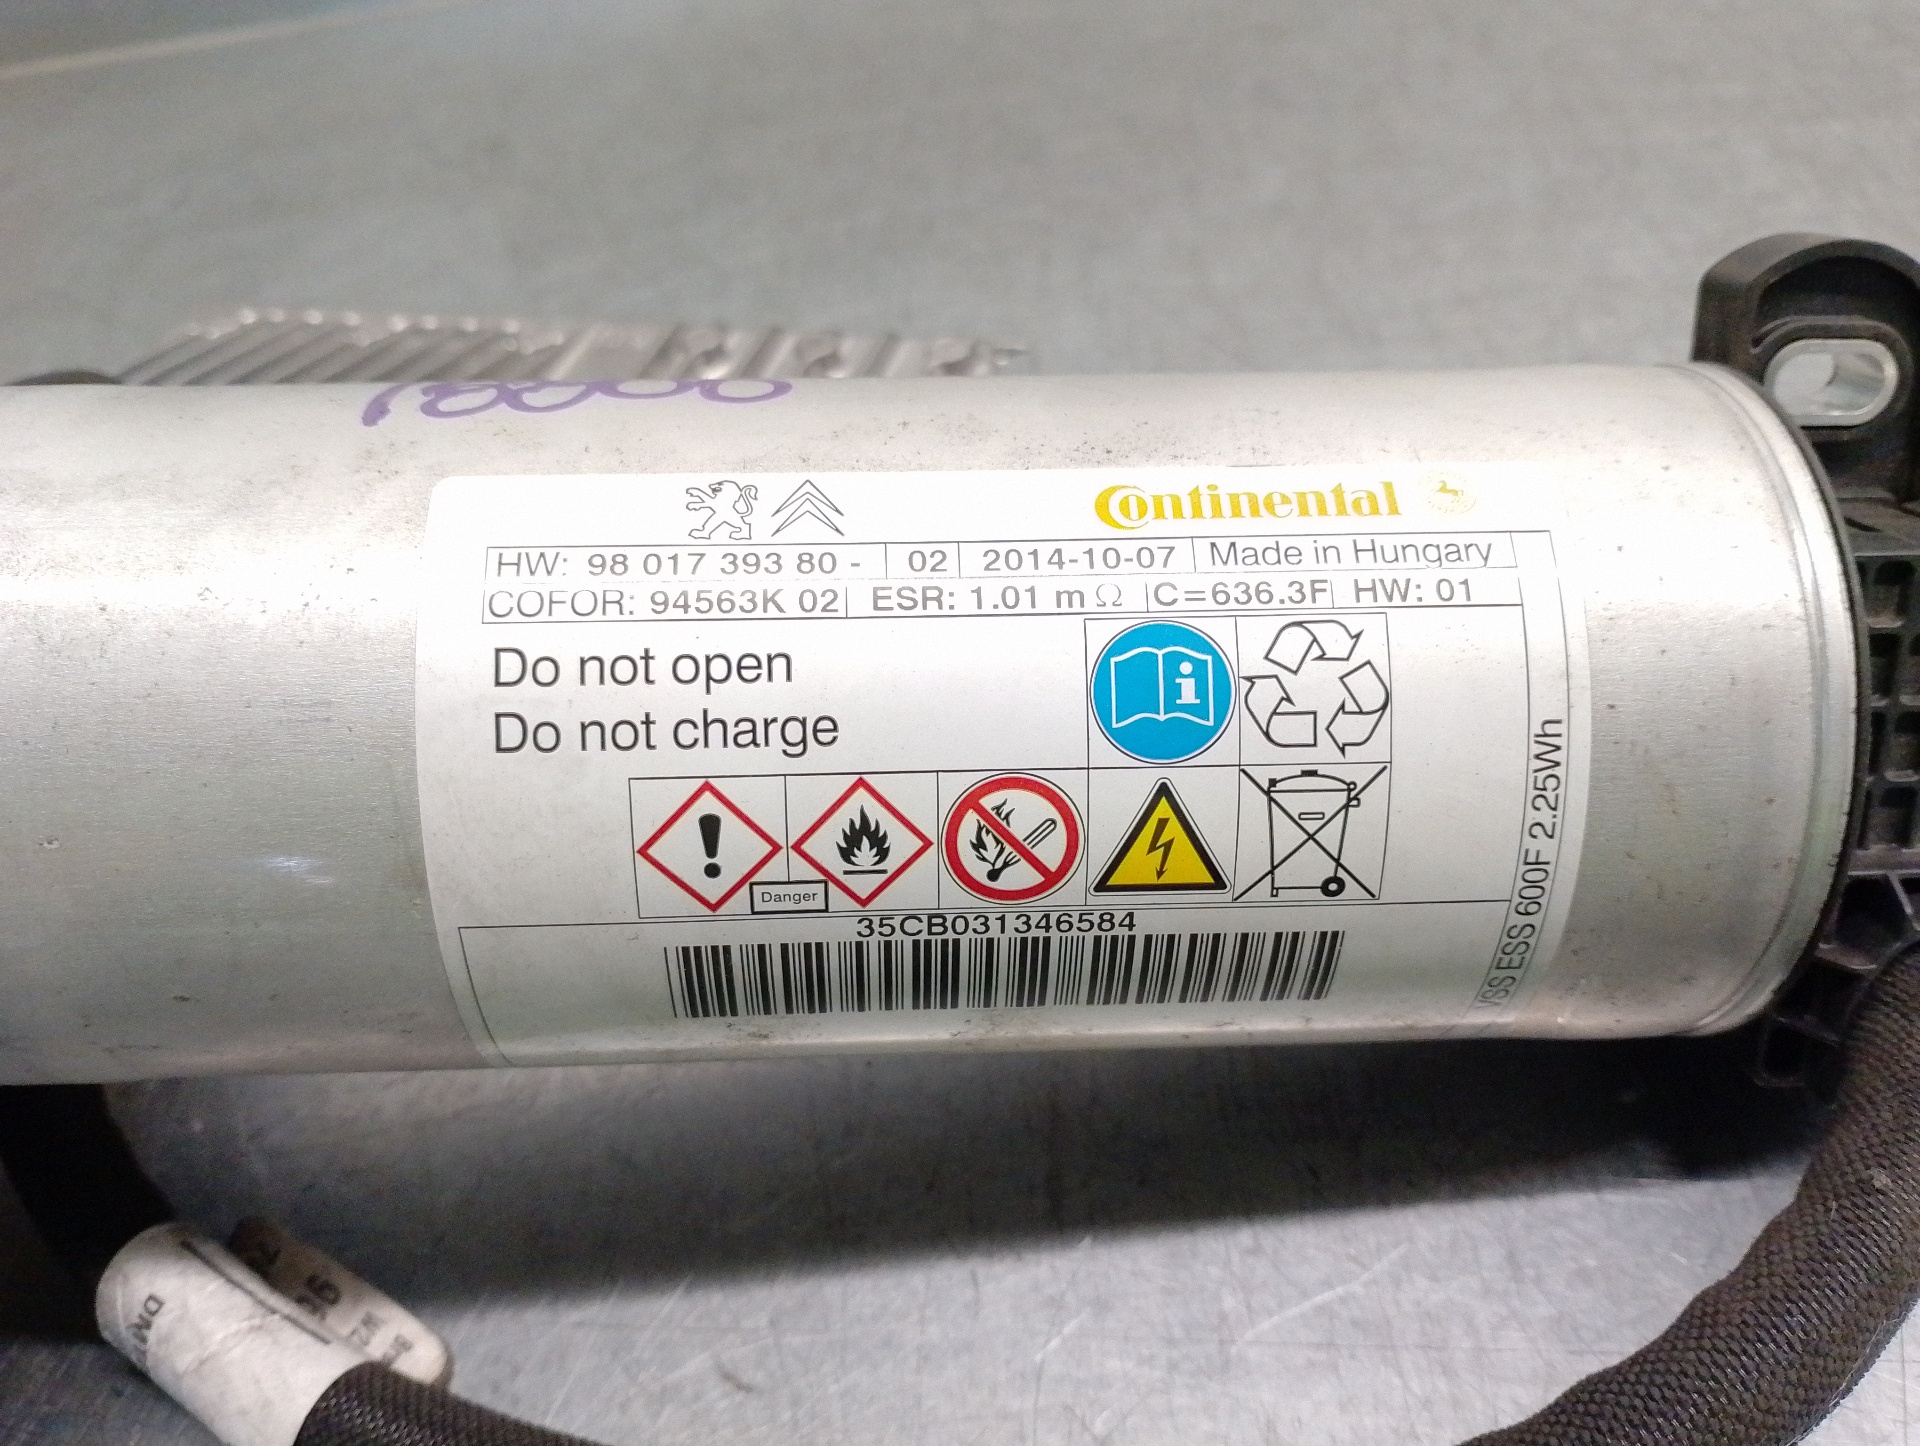 10000
Continental
HW: 98 017 393 80 - 02 2014-10-07 Made in Hungary
COFOR: 94563K 02 ESR: 1.01 m Ω C=636.3F HW: 01
Do not open
Do not charge
Danger
35CB031346584
VSS ESS 600F 2.25Wh